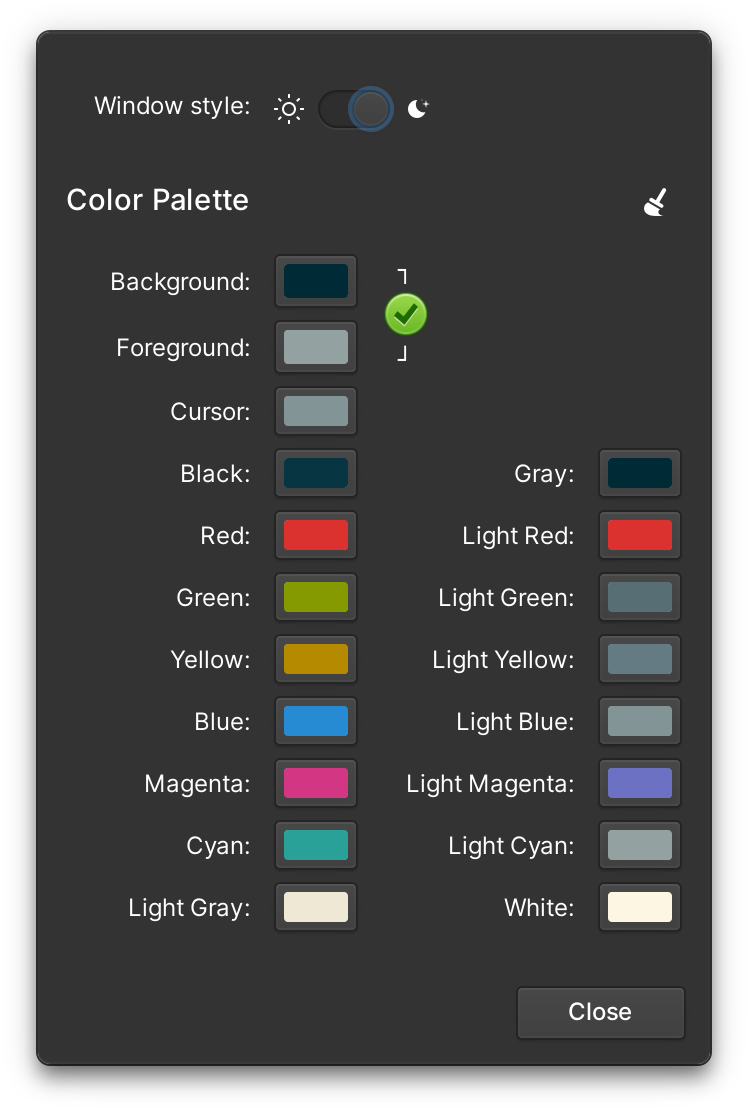 Window style:
Color Palette
Background:
Foreground:
Cursor:
Black: Gray:
Red: Light Red:
Green: Light Green:
Yellow: Light Yellow:
Blue: Light Blue:
Magenta: Light Magenta:
Cyan: Light Cyan:
Light Gray: White:
Close